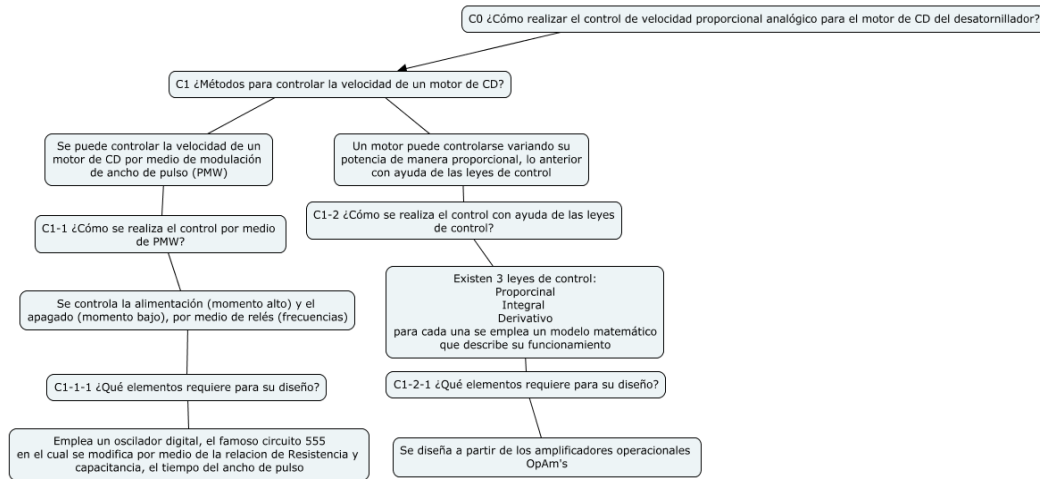 C0 ¿Cómo realizar el control de velocidad proporcional analógico para el motor de CD del desatornillador?
C1 ¿Métodos para controlar la velocidad de un motor de CD?
Se puede controlar la velocidad de un
motor de CD por medio de modulación
de ancho de pulso (PMW)
Un motor puede controlarse variando su
potencia de manera proporcional, lo anterior
con ayuda de las leyes de control
C1-1 ¿Cómo se realiza el control por medio
de PMW?
C1-2 ¿Cómo se realiza el control con ayuda de las leyes
de control?
Se controla la alimentación (momento alto) y el
apagado (momento bajo), por medio de relés (frecuencias)
Existen 3 leyes de control:
Proporcinal
Integral
Derivativo
para cada una se emplea un modelo matemático
que describe su funcionamiento
C1-1-1 ¿Qué elementos requiere para su diseño?
C1-2-1 ¿Qué elementos requiere para su diseño?
Emplea un oscilador digital, el famoso circuito 555
en el cual se modifica por medio de la relacion de Resistencia y
capacitancia, el tiempo del ancho de pulso
Se diseña a partir de los amplificadores operacionales
OpAm's